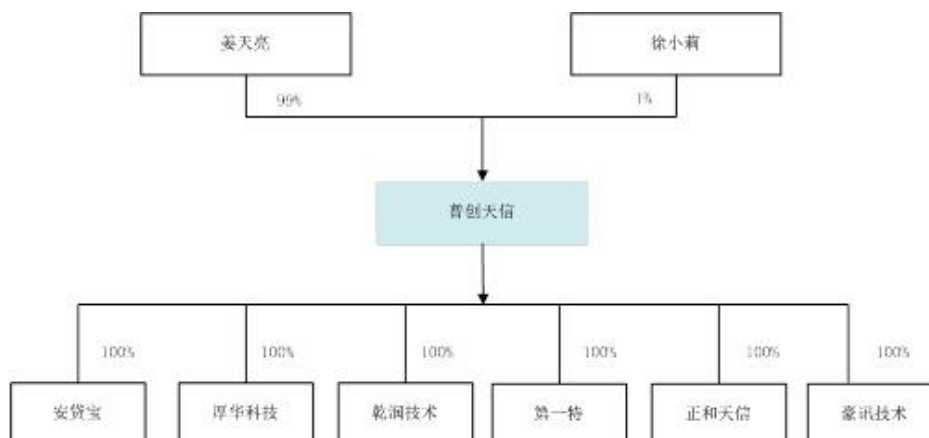 姜天亮
徐小莉
99%
1%
普创天信
100%
100%
100%
100%
100%
100%
安贷宝
厚华科技
乾润技术
第一特
正和天信
豪讯技术